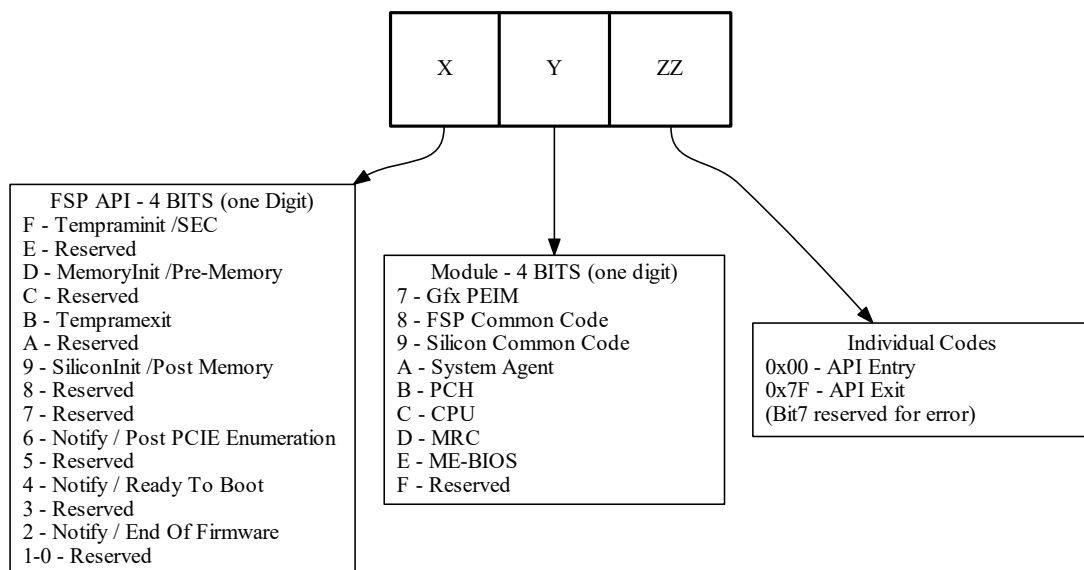 X
Y
ZZ
FSP API - 4 BITS (one Digit)
F - Tempraminit /SEC
E - Reserved
D - MemoryInit /Pre-Memory
C - Reserved
B - Tempramexit
A - Reserved
9 - SiliconInit /Post Memory
8 - Reserved
7 - Reserved
6 - Notify / Post PCIE Enumeration
5 - Reserved
4 - Notify / Ready To Boot
3 - Reserved
2 - Notify / End Of Firmware
1-0 - Reserved
Module - 4 BITS (one digit)
7 - Gfx PEIM
8 - FSP Common Code
9 - Silicon Common Code
A - System Agent
B - PCH
C - CPU
D - MRC
E - ME-BIOS
F - Reserved
Individual Codes
0x00 - API Entry
0x7F - API Exit
(Bit7 reserved for error)